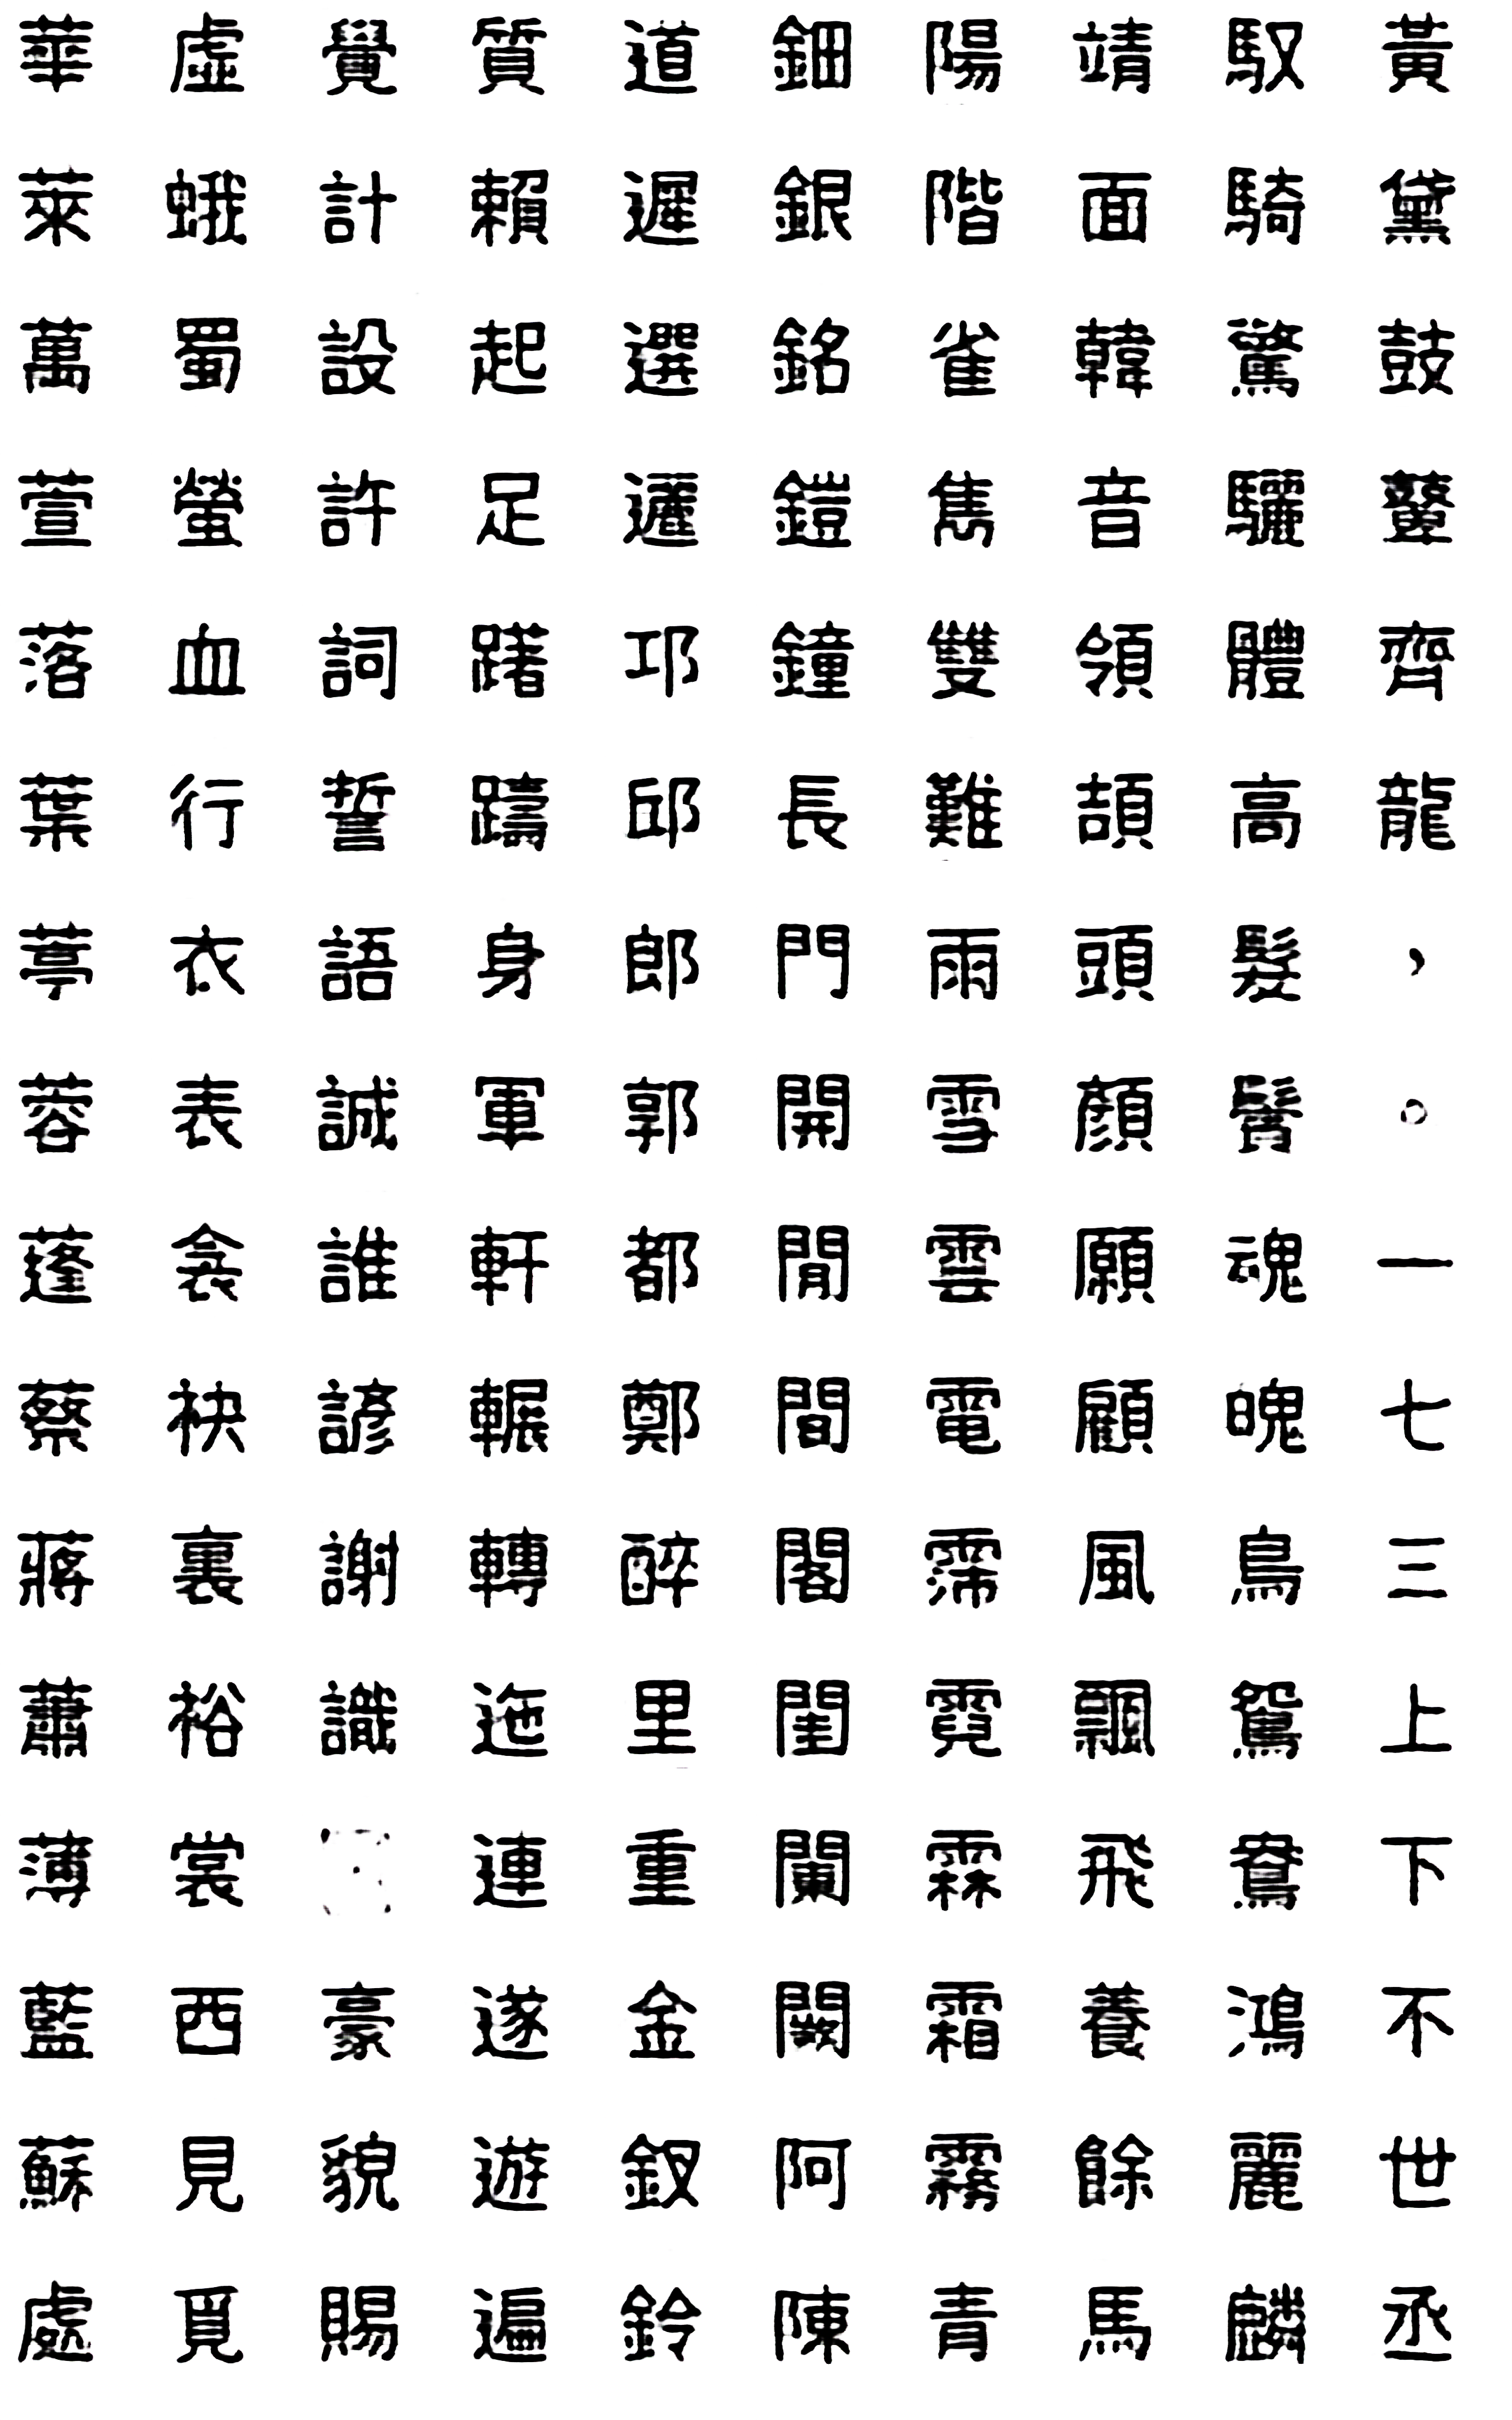 華虛覺質道鈿陽靖馭黃
萊蛾計賴遲銀階面騎黛
萬蜀設起選銘雀韓驚鼓
萱螢許足邐鎧雋音驪
落血詞躇邛鐘雙領體齊
葉行誓躊邱長難頡高龍
葶衣語身郎門雨頭髮，
蓉表誠軍郭開雪顏鬢。
蓬衾誰軒都閒雲願魂一
蔡袂諺輾鄭間電顧魄七
蔣裏謝轉醉閣霈風鳥三
蕭裕識迤里閨霓飄鴛上
薄裳連重闌霖飛鴦下
藍西豪遂金闕霜養鴻不
蘇見貌遊釵阿霧餘麗世
處覓賜遍鈴陳青馬麟丞